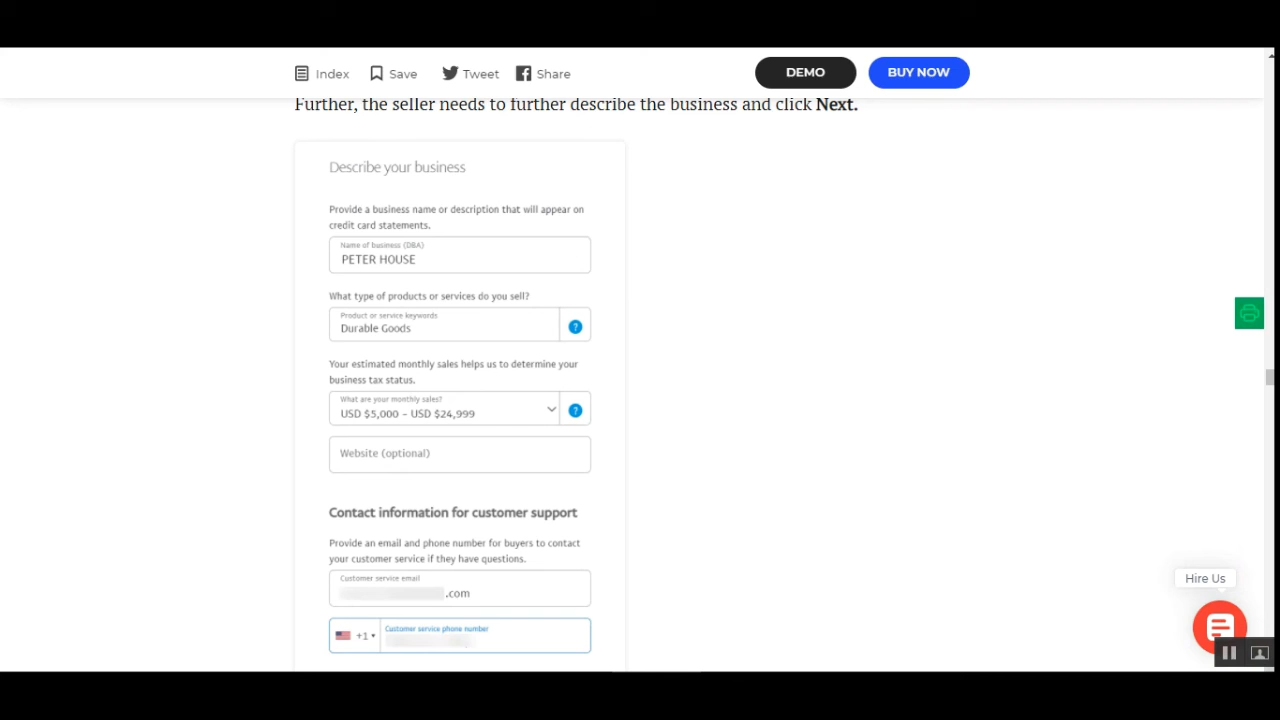 Index Save Tweet Share DEMO BUY NOW
Further, the seller needs to further describe the business and click Next.
Describe your business
Provide a business name or description that will appear on
credit card statements.
Name of business (DBA)
PETER HOUSE
What type of products or services do you sell?
Product or service keywords
Durable Goods
?
Your estimated monthly sales helps us to determine your
business tax status.
What are your monthly sales?
USD $5,000 – USD $24,999
?
Website (optional)
Contact information for customer support
Provide an email and phone number for buyers to contact
your customer service if they have questions.
Customer service email
.com
Customer service phone number
+1
Hire Us